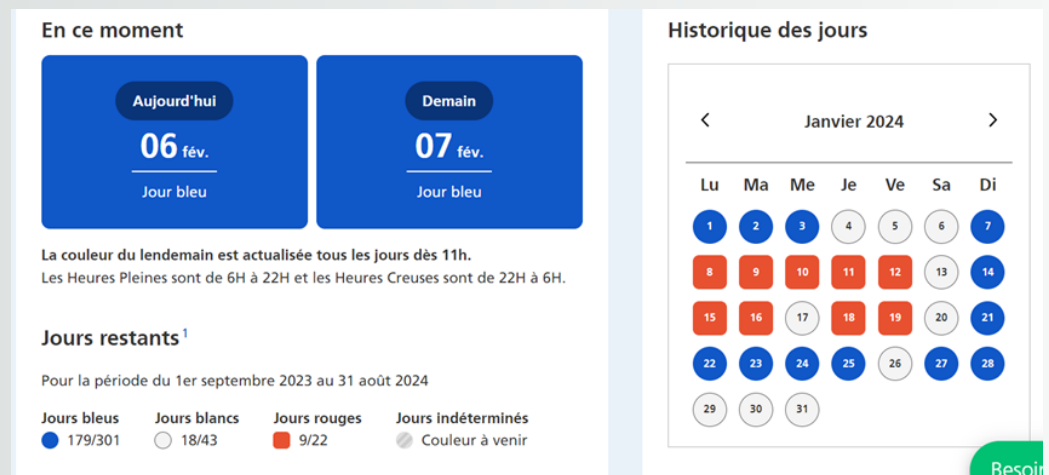 En ce moment
Aujourd'hui
06 fév.
Jour bleu
Demain
07 fév.
Jour bleu
La couleur du lendemain est actualisée tous les jours dès 11h.
Les Heures Pleines sont de 6H à 22H et les Heures Creuses sont de 22H à 6H.
Jours restants 1
Pour la période du 1er septembre 2023 au 31 août 2024
Jours bleus Jours blancs Jours rouges Jours indéterminés
179/301 18/43 9/22 Couleur à venir
Historique des jours
Janvier 2024
Lu Ma Me Je Ve Sa Di
1 2 3 4 5 6 7
8 9 10 11 12 13 14
15 16 17 18 19 20 21
22 23 24 25 26 27 28
29 30 31
Besoin